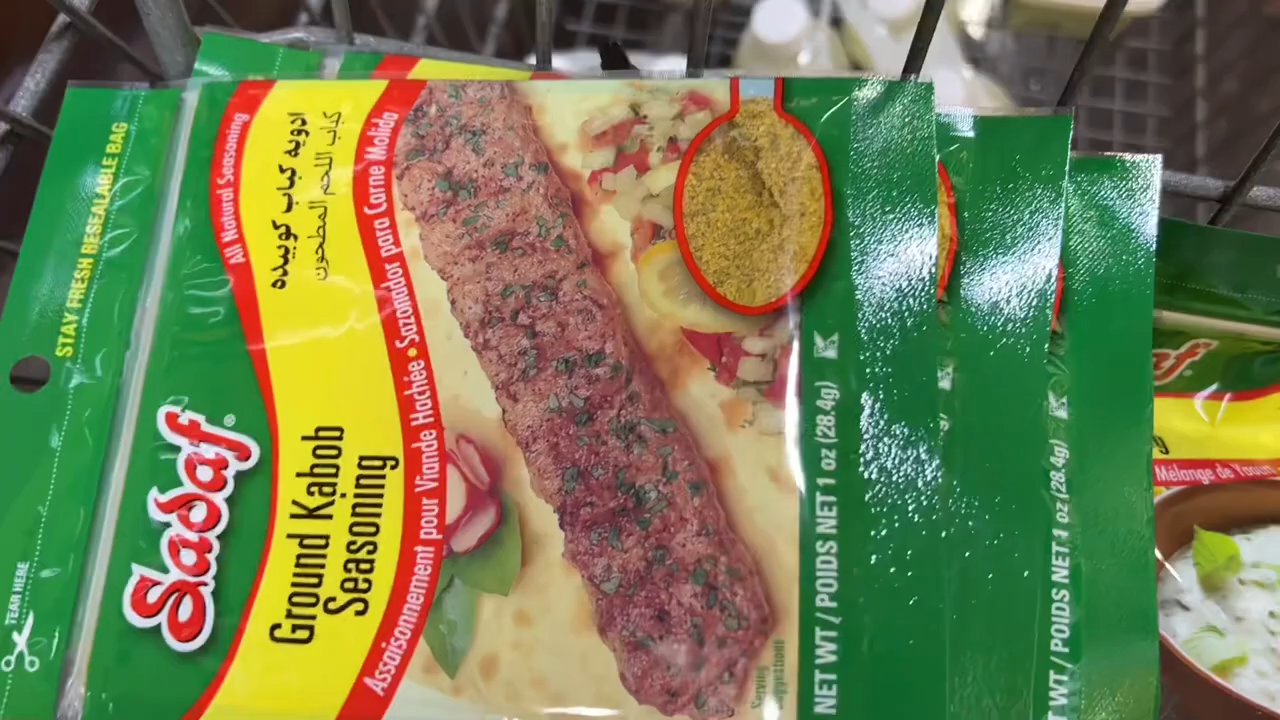 STAY FRESH RESEALABLE BAG
TEAR HERE
Sadaf®
All Natural Seasoning
ادویه کباب کوبیده
كباب اللحم المطحون
Ground Kabob
Seasoning
Assaisonnement pour Viande Hachée • Sazonador para Carne Molida
Serving
suggestion
NET WT / POIDS NET 1 oz (28.4g)
K
WT / POIDS NET 1 oz (28.4g)
Mélange de Yaourt